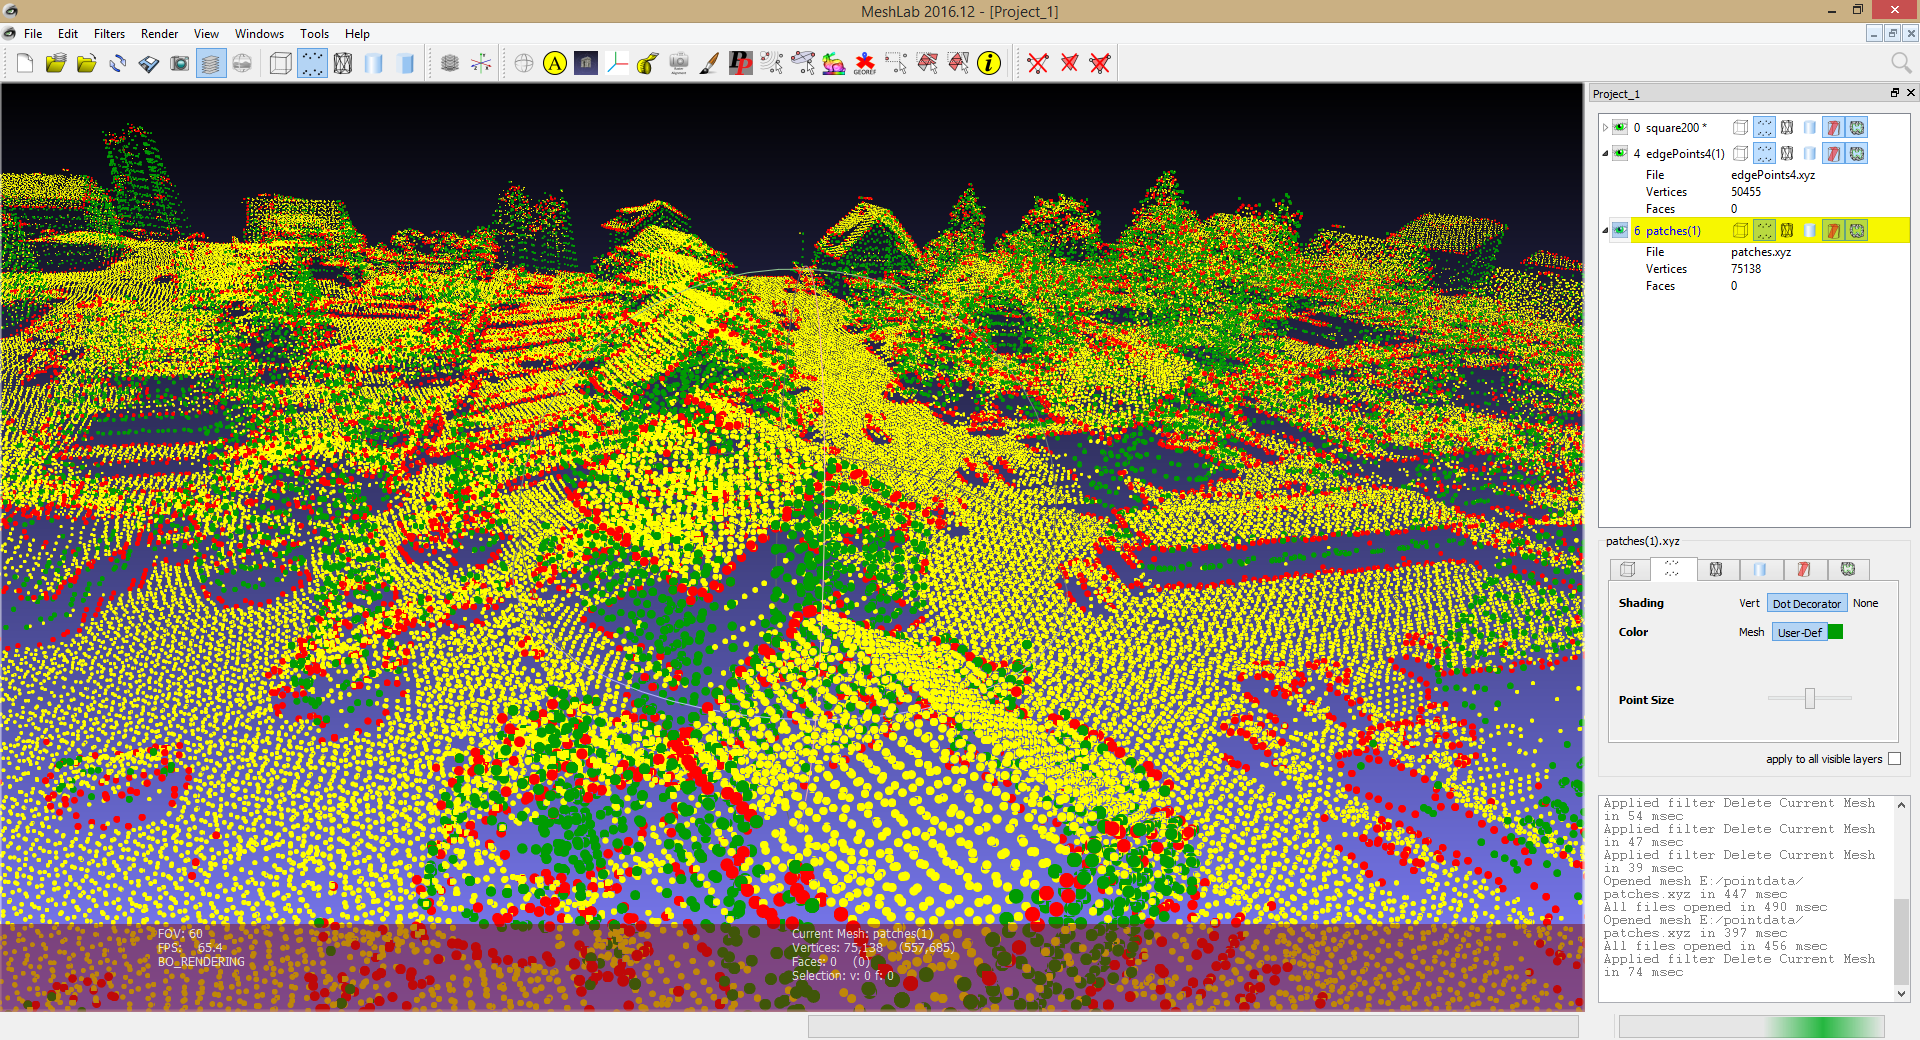 MeshLab 2016.12 - [Project_1]
File Edit Filters Render View Windows Tools Help
A
PP
GEOREF
i
Project_1
0 square200 *
4 edgePoints4(1)
File edgePoints4.xyz
Vertices 50455
Faces 0
6 patches(1)
File patches.xyz
Vertices 75138
Faces 0
patches(1).xyz
Shading Vert Dot Decorator None
Color Mesh User-Def
Point Size
apply to all visible layers
Applied filter Delete Current Mesh
in 54 msec
Applied filter Delete Current Mesh
in 47 msec
Applied filter Delete Current Mesh
in 39 msec
Opened mesh E:/pointdata/
patches.xyz in 447 msec
All files opened in 490 msec
Opened mesh E:/pointdata/
patches.xyz in 397 msec
All files opened in 456 msec
Applied filter Delete Current Mesh
in 74 msec
FOV: 60
FPS: 65.4
BO_RENDERING
Current Mesh: patches(1)
Vertices: 75,138 (557,685)
Faces: 0 (0)
Selection: v: 0 f: 0